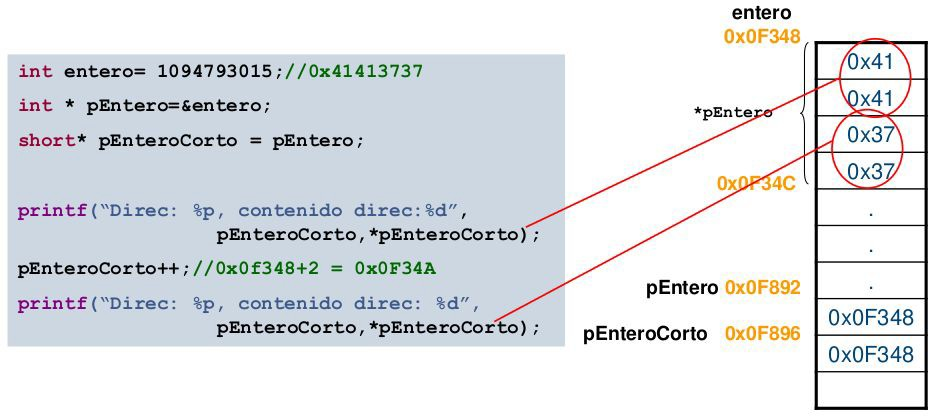 int entero= 1094793015;//0x41413737
int * pEntero=&entero;
short* pEnteroCorto = pEntero;
printf(“Direc: %p, contenido direc:%d”,
pEnteroCorto,*pEnteroCorto);
pEnteroCorto++;//0x0f348+2 = 0x0F34A
printf(“Direc: %p, contenido direc: %d”,
pEnteroCorto,*pEnteroCorto);
entero
0x0F348
0x41
0x41
*pEntero
0x37
0x37
0x0F34C
.
.
.
pEntero 0x0F892
0x0F348
pEnteroCorto 0x0F896
0x0F348